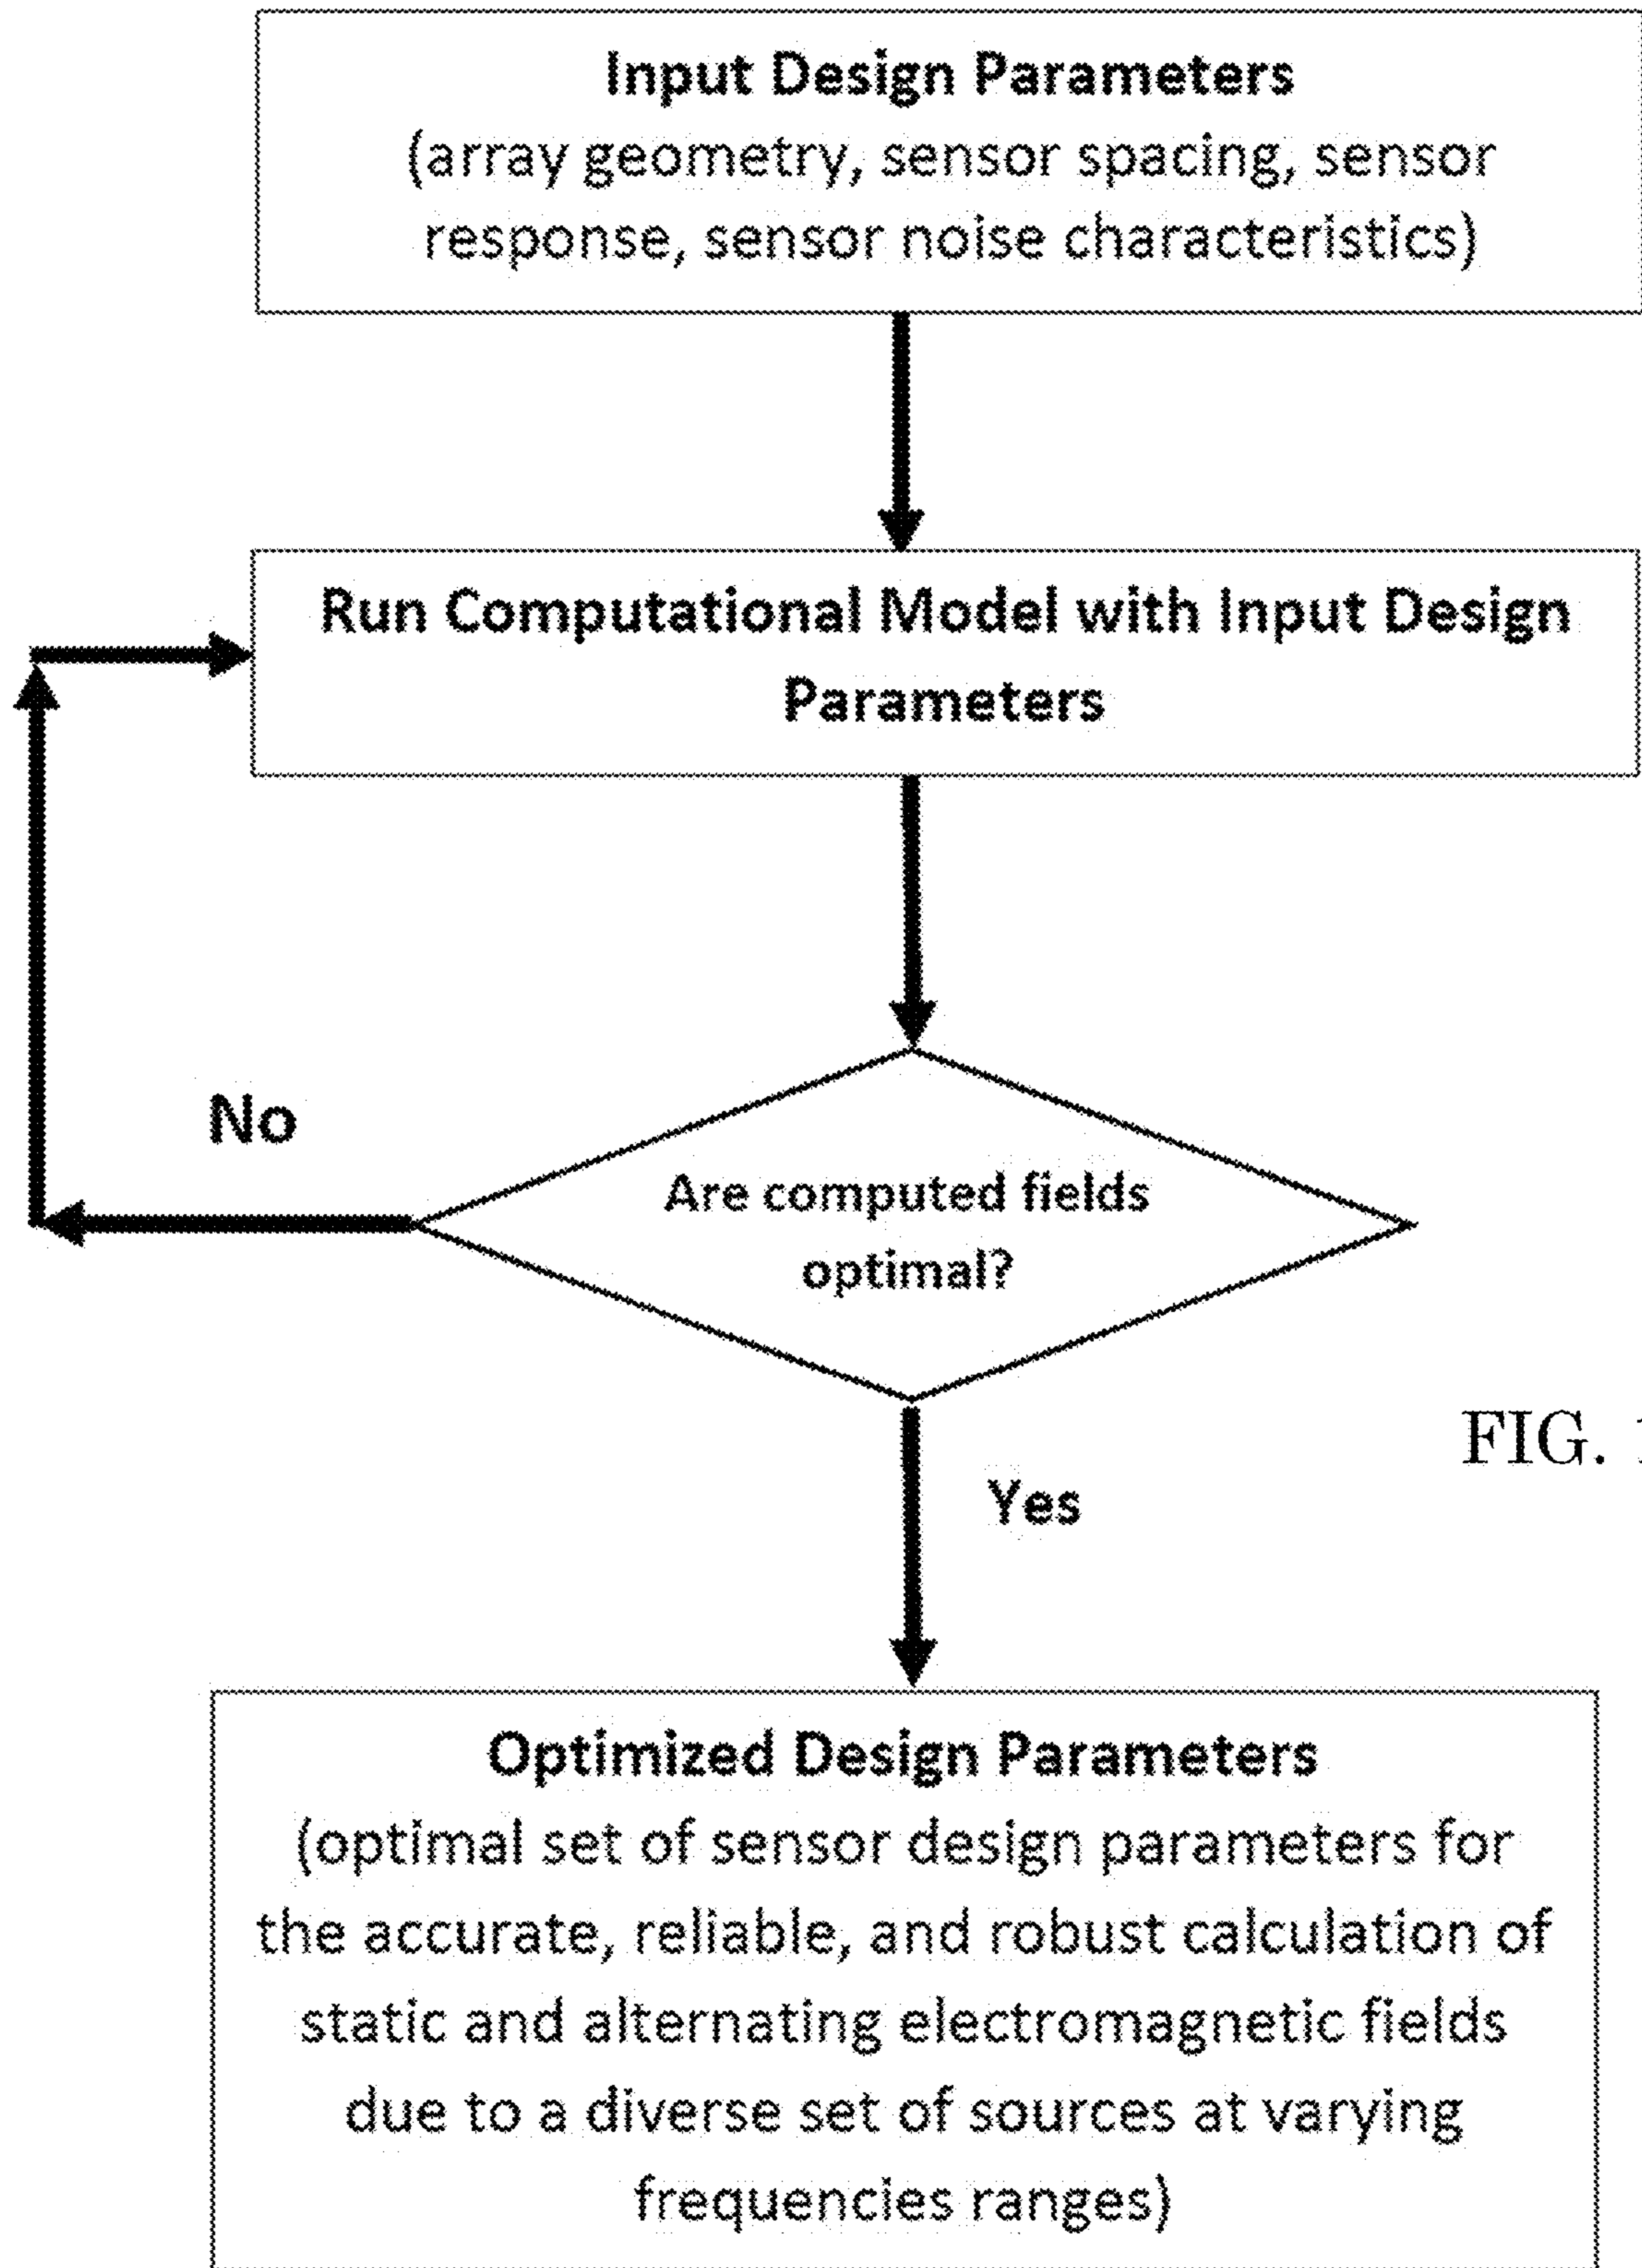 Input Design Parameters
(array geometry, sensor spacing, sensor
response, sensor noise characteristics)
Run Computational Model with Input Design
Parameters
No
Are computed fields
optimal?
FIG.
Yes
Optimized Design Parameters
(optimal set of sensor design parameters for
the accurate, reliable, and robust calculation of
static and alternating electromagnetic fields
due to a diverse set of sources at varying
frequencies ranges)